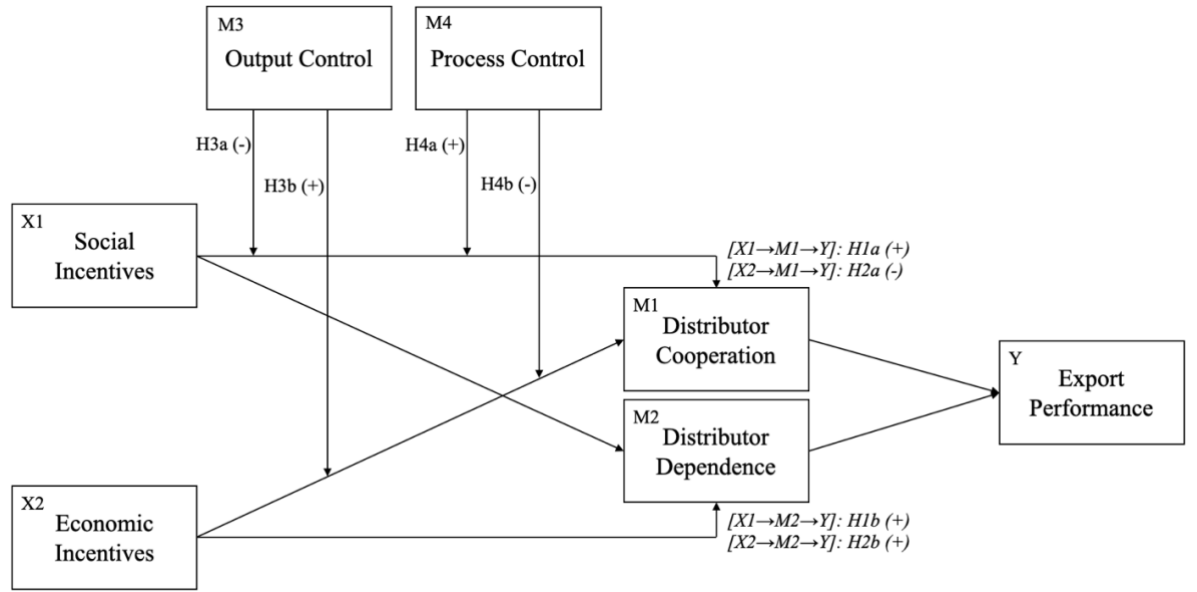 M3
Output Control
M4
Process Control
H3a (-)
H4a (+)
H3b (+)
H4b (-)
X1
Social
Incentives
[X1→M1→Y]: H1a (+)
[X2→M1→Y]: H2a (-)
M1
Distributor
Cooperation
Y
Export
Performance
M2
Distributor
Dependence
X2
Economic
Incentives
[X1→M2→Y]: H1b (+)
[X2→M2→Y]: H2b (+)